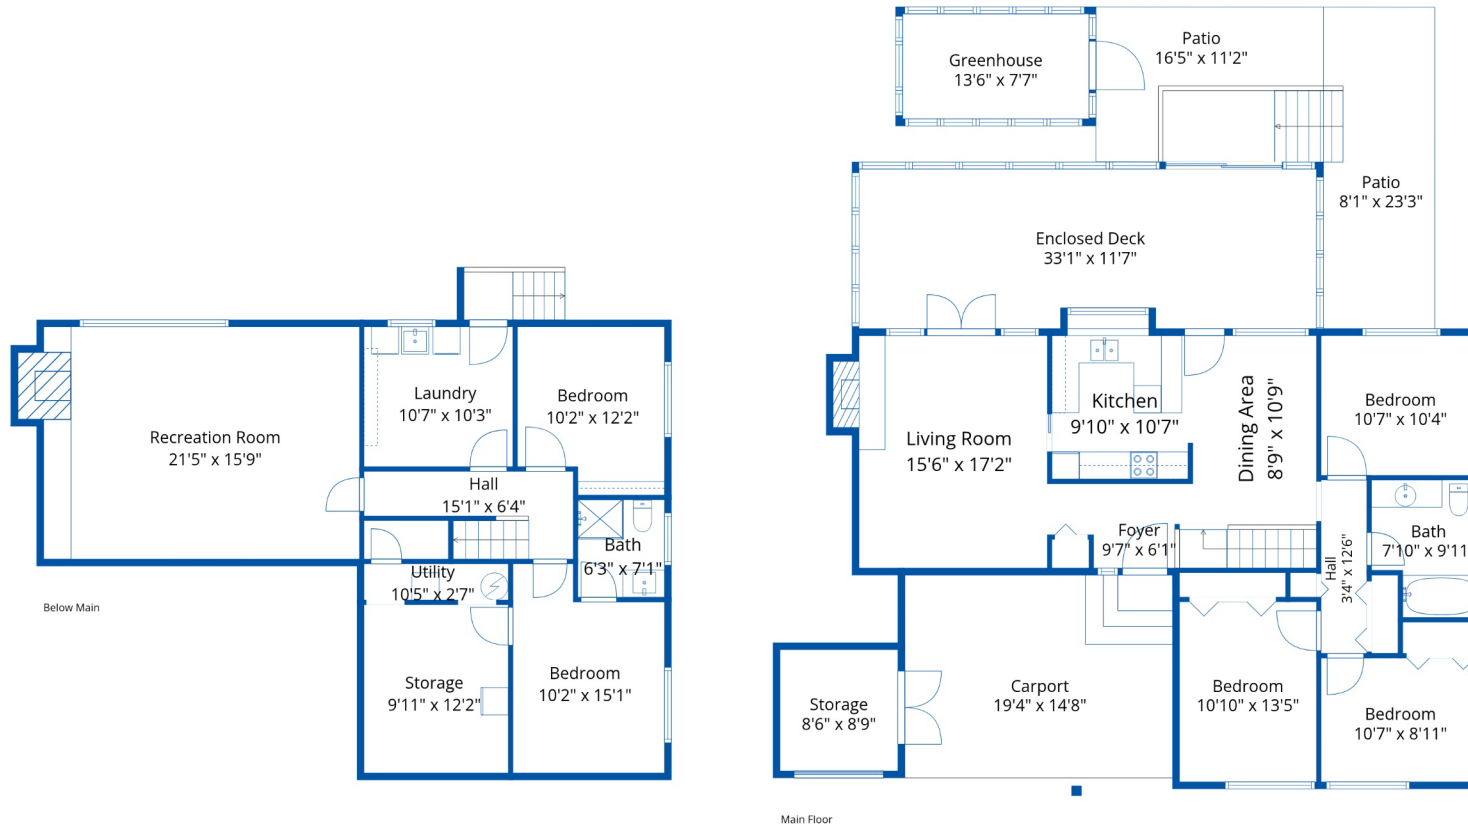 Recreation Room
21'5" x 15'9"
Laundry
10'7" x 10'3"
Bedroom
10'2" x 12'2"
Hall
15'1" x 6'4"
Bath
6'3" x 7'1"
Utility
10'5" x 2'7"
Storage
9'11" x 12'2"
Bedroom
10'2" x 15'1"
Below Main
Greenhouse
13'6" x 7'7"
Patio
16'5" x 11'2"
Patio
8'1" x 23'3"
Enclosed Deck
33'1" x 11'7"
Living Room
15'6" x 17'2"
Kitchen
9'10" x 10'7"
Dining Area
8'9" x 10'9"
Bedroom
10'7" x 10'4"
Foyer
9'7" x 6'1"
Hall
3'4" x 12'6"
Bath
7'10" x 9'11
Storage
8'6" x 8'9"
Carport
19'4" x 14'8"
Bedroom
10'10" x 13'5"
Bedroom
10'7" x 8'11"
Main Floor